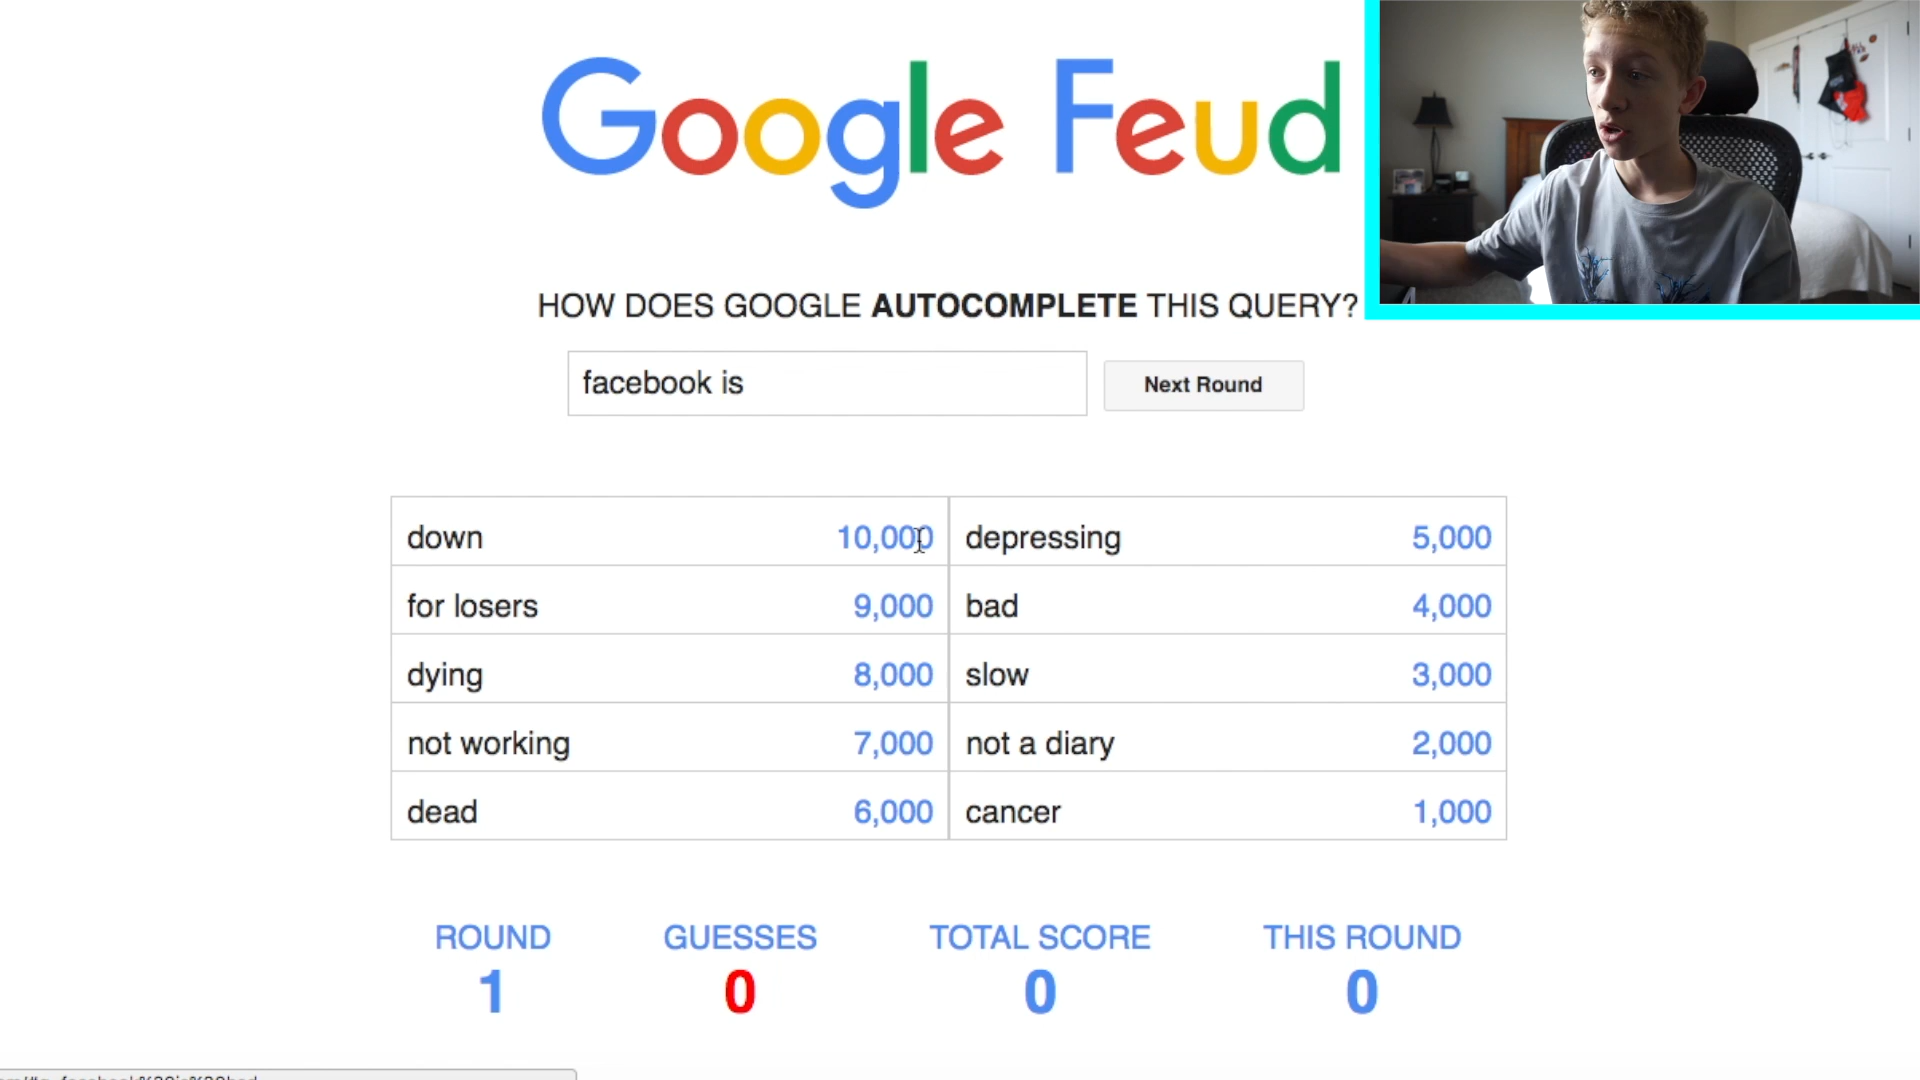 Google Feud
HOW DOES GOOGLE AUTOCOMPLETE THIS QUERY?
facebook is
Next Round
down 10,000 depressing 5,000
for losers 9,000 bad 4,000
dying 8,000 slow 3,000
not working 7,000 not a diary 2,000
dead 6,000 cancer 1,000
ROUND GUESSES TOTAL SCORE THIS ROUND
1 0 0 0